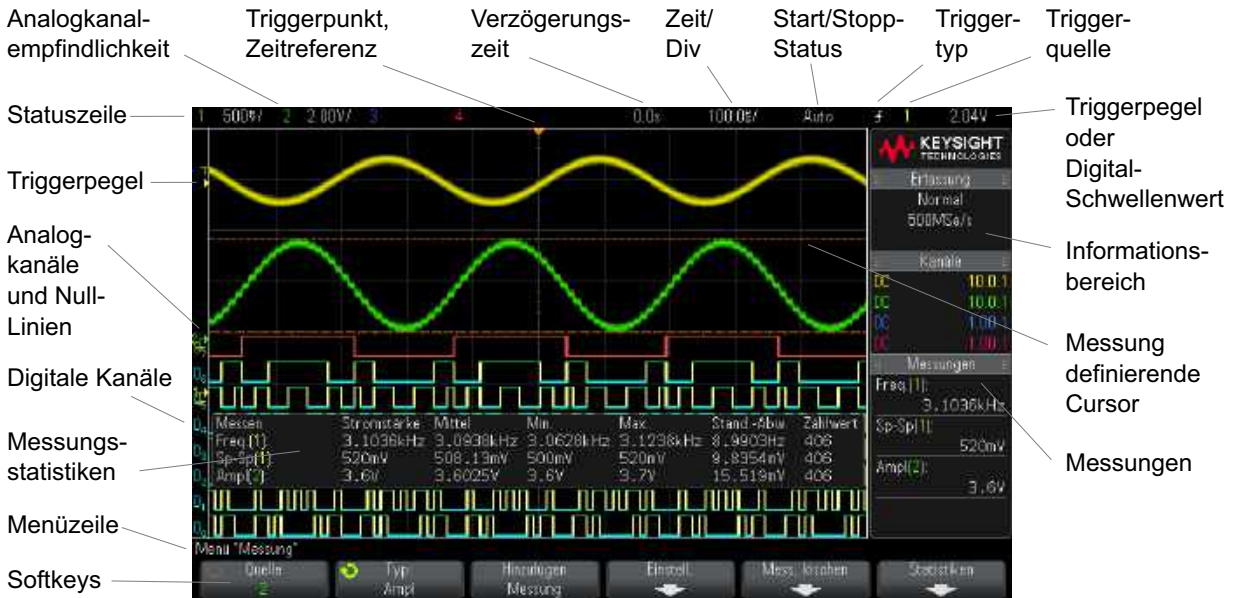 Analogkanal-
empfindlichkeit
Triggerpunkt,
Zeitreferenz
Verzögerungs-
zeit
Zeit/
Div
Start/Stopp-
Status
Trigger-
typ
Trigger-
quelle
Statuszeile
Triggerpegel
Analog-
kanäle
und Null-
Linien
Digitale Kanäle
Messungs-
statistiken
Menüzeile
Softkeys
Triggerpegel
oder
Digital-
Schwellenwert
Informations-
bereich
Messung
definierende
Cursor
Messungen
1 2 2.00V/ 3 4 0.0s Auto 1 2.04V
KEYSIGHT
TECHNOLOGIES
Erfassung
Normal
500MSa/s
Kanäle
DC 10.0:1
DC 10.0:1
DC 1.00:1
DC 1.00:1
Messungen
Freq.(1):
3.1036kHz
Sp-Sp(1):
520mV
Ampl(2):
3.6V
Messen Stromstärke Mittel Min. Max. Stand.-Abw. Zählwert
Freq.(1) 3.1036kHz 3.0938kHz 3.0628kHz 3.1238kHz 8.9903Hz 406
Sp-Sp(1) 520mV 508.13mV 500mV 520mV 9.8354mV 406
Ampl(2) 3.6V 3.6025V 3.6V 3.7V 15.519mV 406
D1
D0
Menü "Messung"
Quelle
2
Typ
Ampl
Hinzufügen
Messung
Einstell.
Mess. löschen
Statistiken